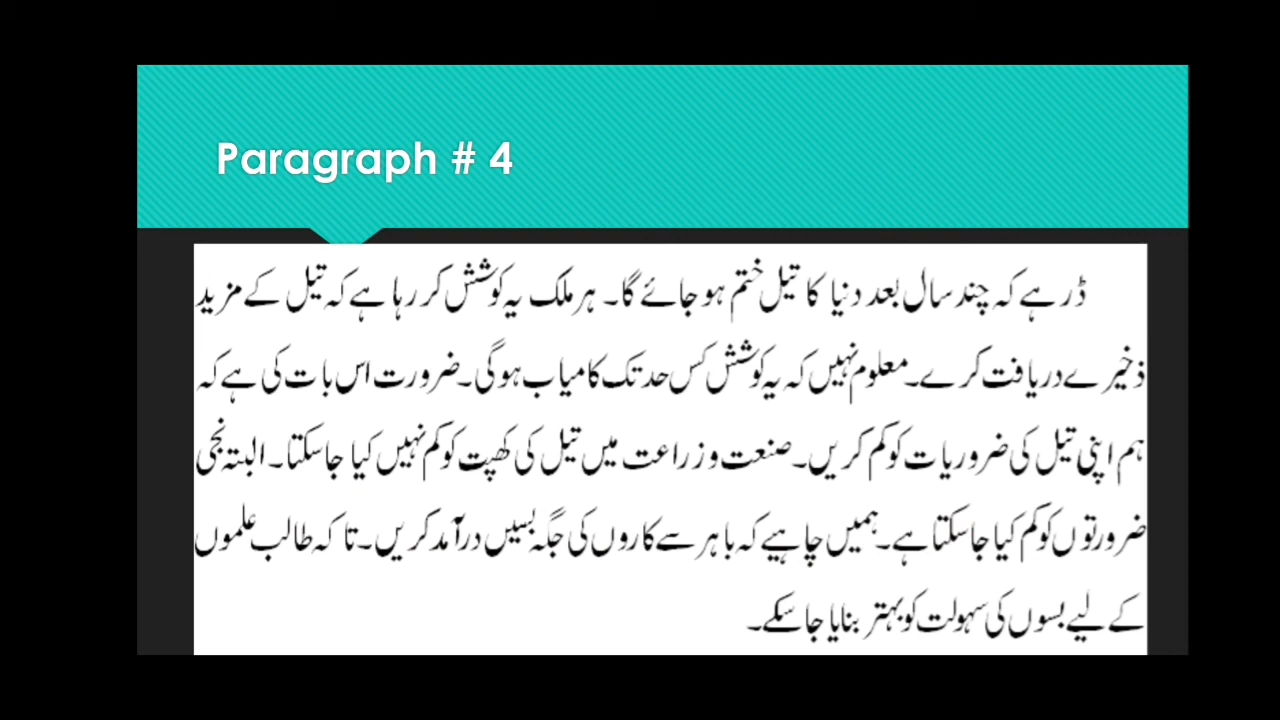 Paragraph # 4
ڈر ہے کہ چند سال بعد دنیا کا تیل ختم ہو جائے گا۔ ہر ملک یہ کوشش کر رہا ہے کہ تیل کے مزید
ذخیرے دریافت کرے۔ معلوم نہیں کہ یہ کوشش کس حد تک کامیاب ہوگی۔ ضرورت اس بات کی ہے کہ
ہم اپنی تیل کی ضروریات کو کم کریں۔ صنعت و زراعت میں تیل کی کھپت کو کم نہیں کیا جا سکتا۔ البتہ نجی
ضرورتوں کو کم کیا جا سکتا ہے۔ ہمیں چاہیے کہ باہر سے کاروں کی جگہ بسیں درآمد کریں۔ تا کہ طالب علموں
کے لیے بسوں کی سہولت کو بہتر بنایا جا سکے۔